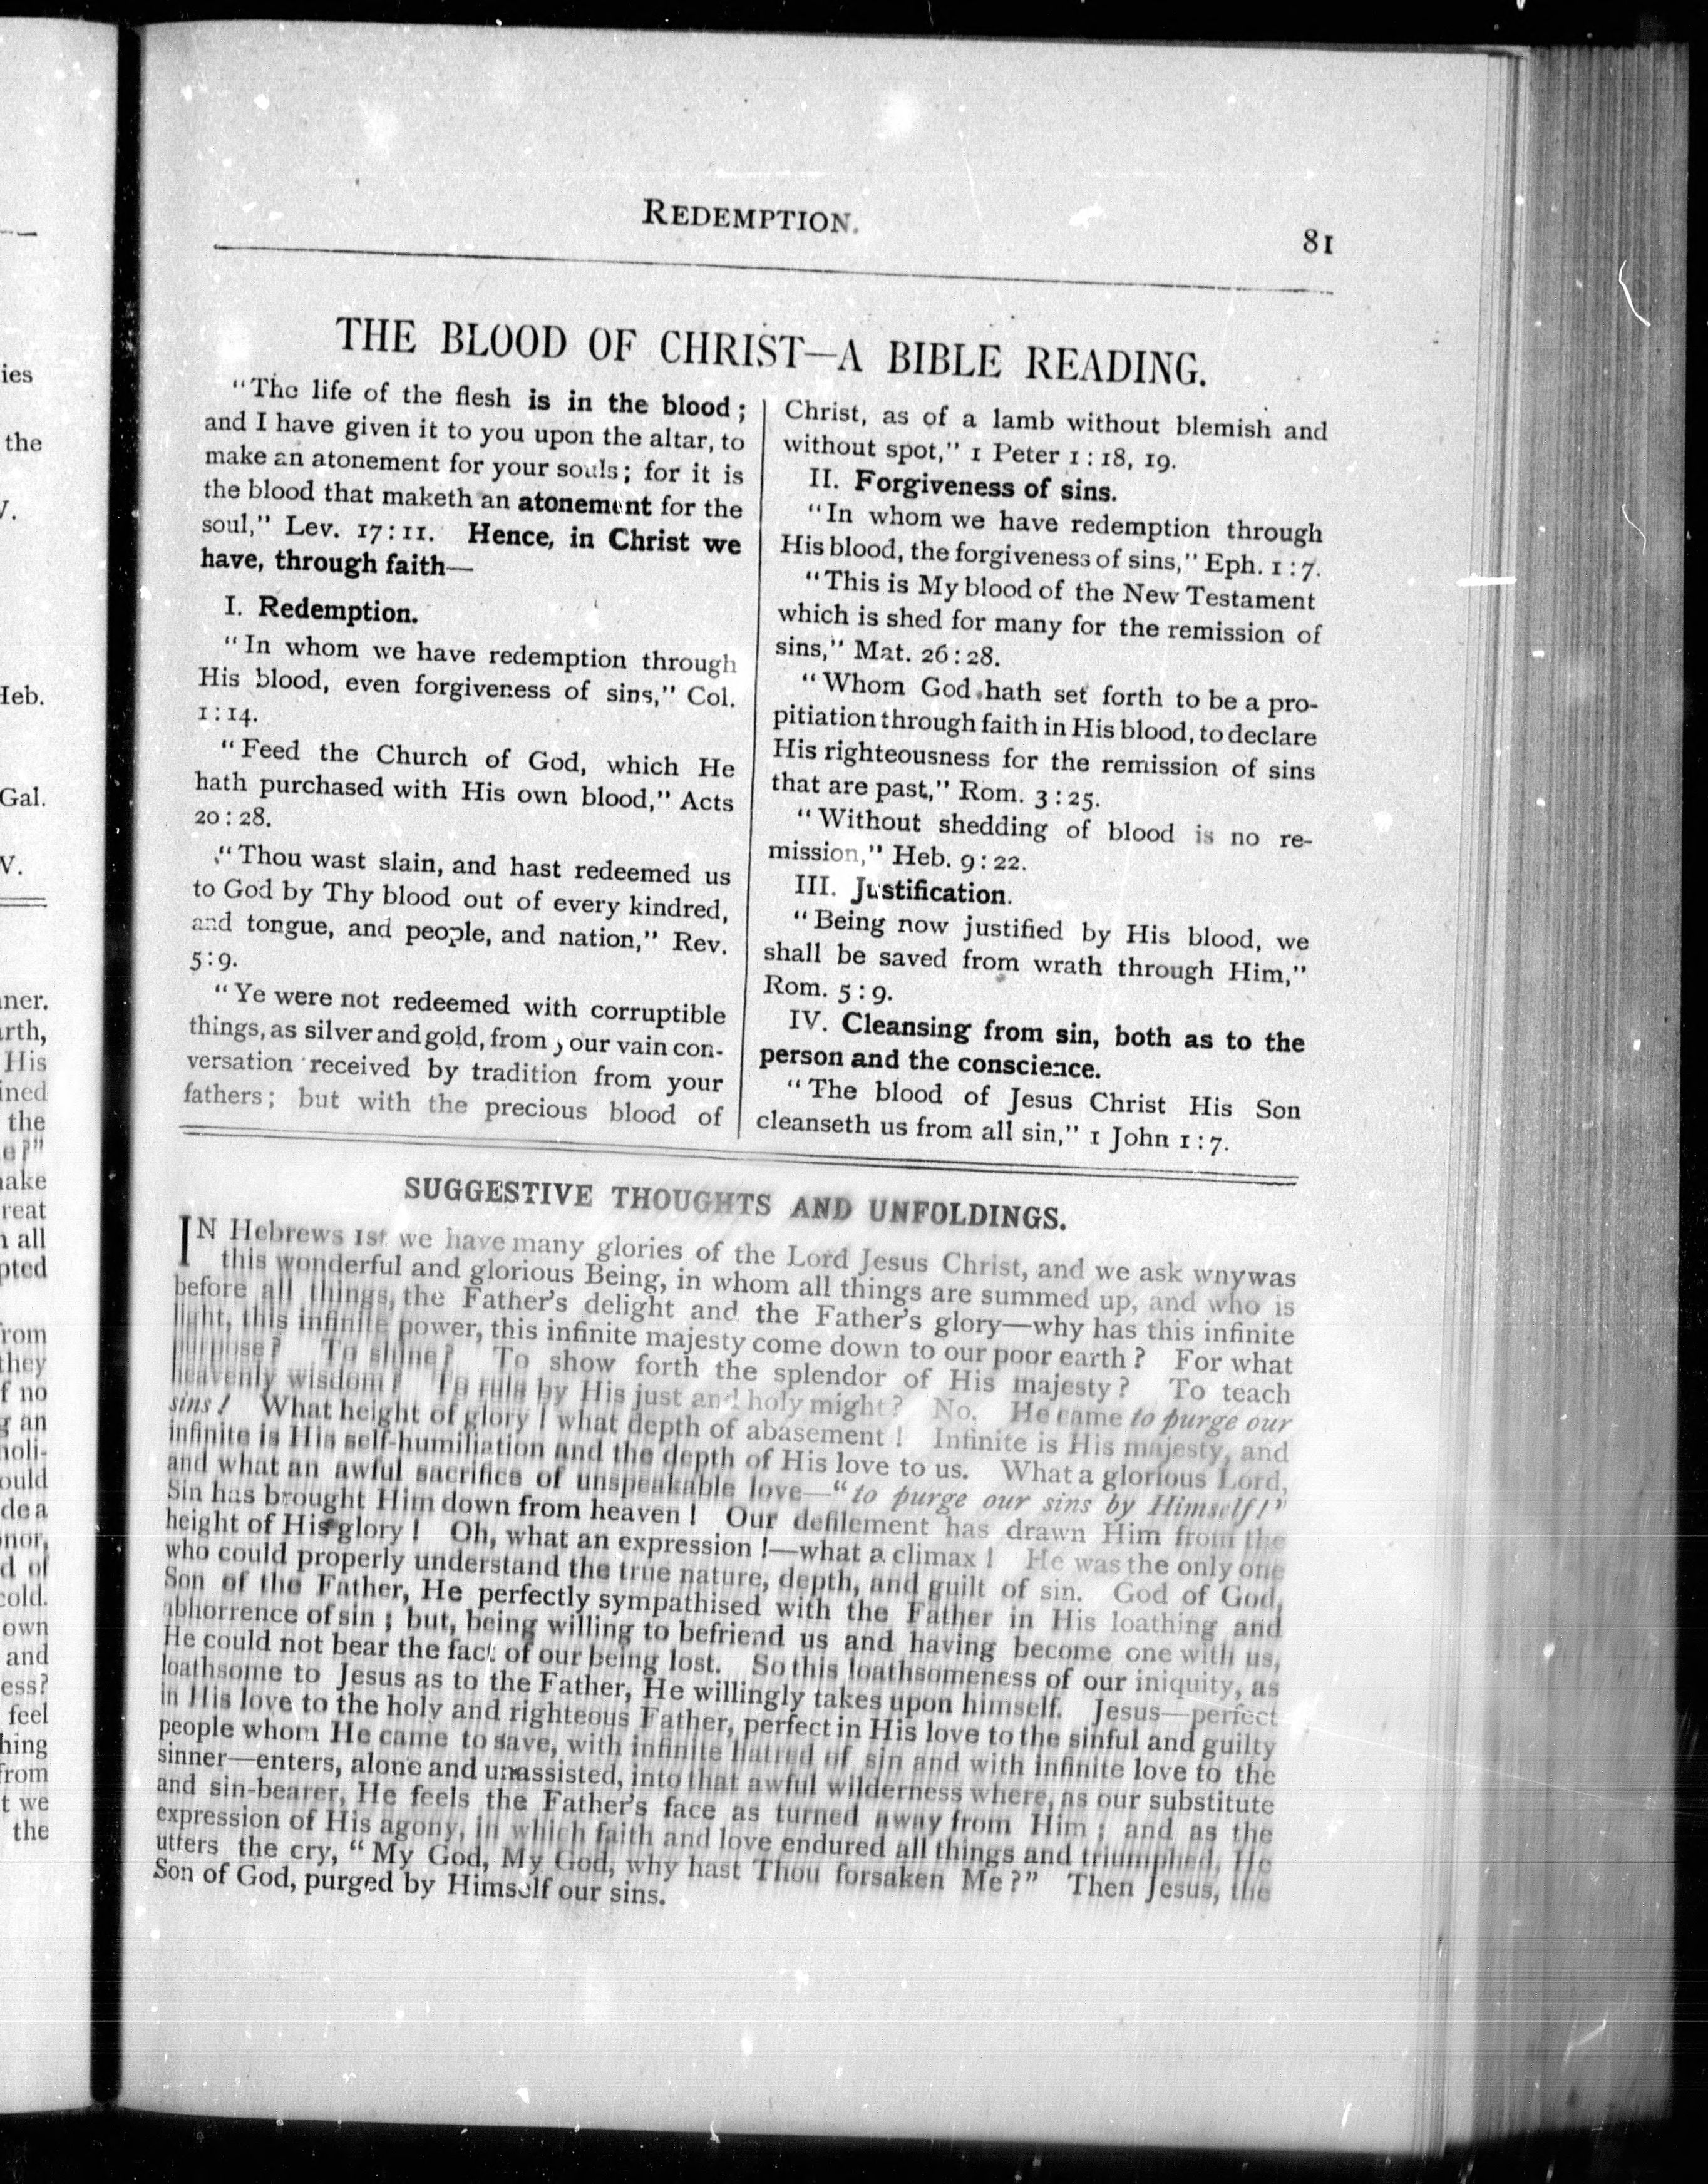 REDEMPTION.
81
THE BLOOD OF CHRIST—A BIBLE READING.
"The life of the flesh is in the blood;
and I have given it to you upon the altar, to
make an atonement for your souls; for it is
the blood that maketh an atonement for the
soul," Lev. 17:11. Hence, in Christ we
have, through faith—
I. Redemption.
"In whom we have redemption through
His blood, even forgiveness of sins," Col.
1:14.
"Feed the Church of God, which He
hath purchased with His own blood," Acts
20:28.
"Thou wast slain, and hast redeemed us
to God by Thy blood out of every kindred,
and tongue, and people, and nation," Rev.
5:9.
"Ye were not redeemed with corruptible
things, as silver and gold, from your vain con-
versation received by tradition from your
fathers; but with the precious blood of
Christ, as of a lamb without blemish and
without spot," 1 Peter 1:18, 19.
II. Forgiveness of sins.
"In whom we have redemption through
His blood, the forgiveness of sins," Eph. 1:7.
"This is My blood of the New Testament
which is shed for many for the remission of
sins," Mat. 26:28.
"Whom God hath set forth to be a pro-
pitiation through faith in His blood, to declare
His righteousness for the remission of sins
that are past," Rom. 3:25.
"Without shedding of blood is no re-
mission," Heb. 9:22.
III. Justification.
"Being now justified by His blood, we
shall be saved from wrath through Him,"
Rom. 5:9.
IV. Cleansing from sin, both as to the
person and the conscience.
"The blood of Jesus Christ His Son
cleanseth us from all sin," 1 John 1:7.
SUGGESTIVE THOUGHTS AND UNFOLDINGS.
IN Hebrews 1st we have many glories of the Lord Jesus Christ, and we ask why was
this wonderful and glorious Being, in whom all things are summed up, and who is
before all things, the Father's delight and the Father's glory—why has this infinite
light, this infinite power, this infinite majesty come down to our poor earth? For what
purpose? To shine? To show forth the splendor of His majesty? To teach
heavenly wisdom? To rule by His just and holy might? No. He came to purge our
sins! What height of glory! what depth of abasement! Infinite is His majesty, and
infinite is His self-humiliation and the depth of His love to us. What a glorious Lord,
and what an awful sacrifice of unspeakable love—"to purge our sins by Himself!"
Sin has brought Him down from heaven! Our defilement has drawn Him from the
height of His glory! Oh, what an expression!—what a climax! He was the only one
who could properly understand the true nature, depth, and guilt of sin. God of God,
Son of the Father, He perfectly sympathised with the Father in His loathing and
abhorrence of sin; but, being willing to befriend us and having become one with us,
He could not bear the fact of our being lost. So this loathsomeness of our iniquity, as
loathsome to Jesus as to the Father, He willingly takes upon himself. Jesus—perfect
in His love to the holy and righteous Father, perfect in His love to the sinful and guilty
people whom He came to save, with infinite hatred of sin and with infinite love to the
sinner—enters, alone and unassisted, into that awful wilderness where, as our substitute
and sin-bearer, He feels the Father's face as turned away from Him; and as the
expression of His agony, in which faith and love endured all things and triumphed, He
utters the cry, "My God, My God, why hast Thou forsaken Me?" Then Jesus, the
Son of God, purged by Himself our sins.